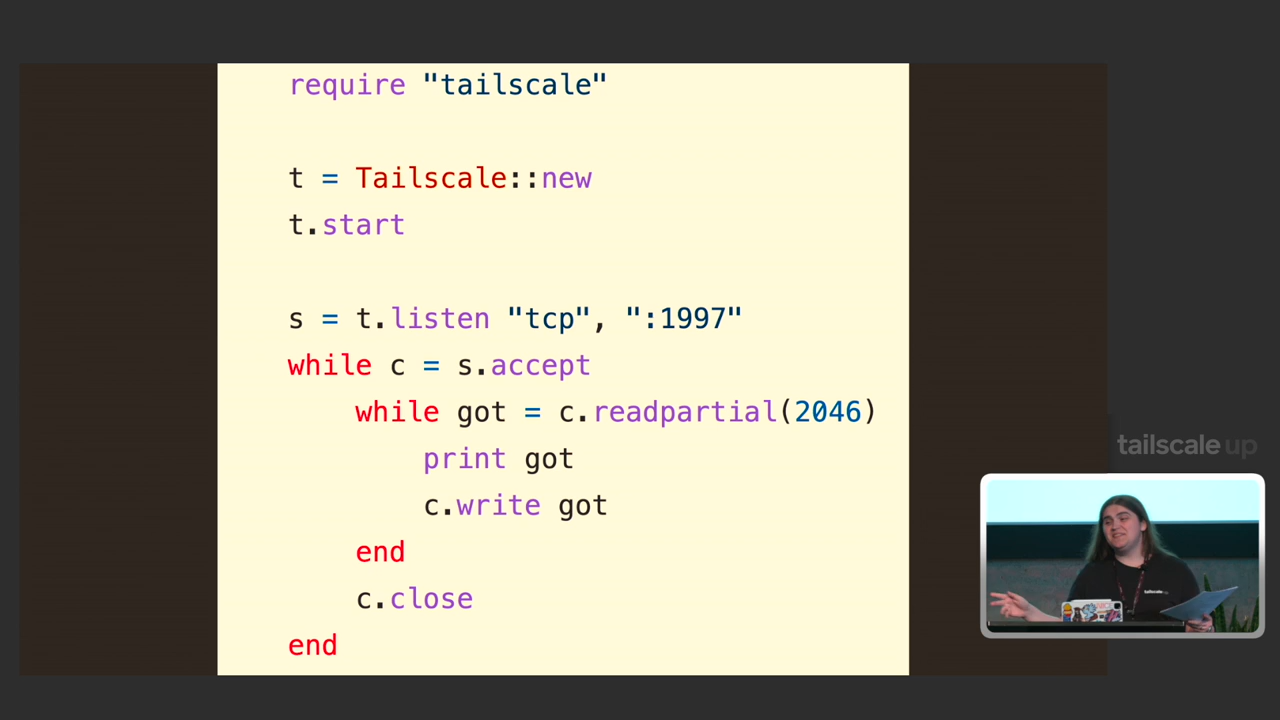 require "tailscale"
t = Tailscale::new
t.start
s = t.listen "tcp", ":1997"
while c = s.accept
while got = c.readpartial(2046)
print got
c.write got
end
c.close
end
tailscale up
tailscale